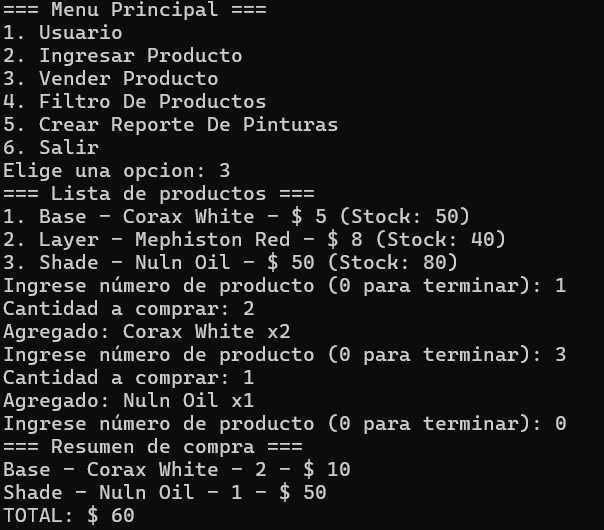 === Menu Principal ===
1. Usuario
2. Ingresar Producto
3. Vender Producto
4. Filtro De Productos
5. Crear Reporte De Pinturas
6. Salir
Elige una opcion: 3
=== Lista de productos ===
1. Base - Corax White - $ 5 (Stock: 50)
2. Layer - Mephiston Red - $ 8 (Stock: 40)
3. Shade - Nuln Oil - $ 50 (Stock: 80)
Ingrese número de producto (0 para terminar): 1
Cantidad a comprar: 2
Agregado: Corax White x2
Ingrese número de producto (0 para terminar): 3
Cantidad a comprar: 1
Agregado: Nuln Oil x1
Ingrese número de producto (0 para terminar): 0
=== Resumen de compra ===
Base - Corax White - 2 - $ 10
Shade - Nuln Oil - 1 - $ 50
TOTAL: $ 60